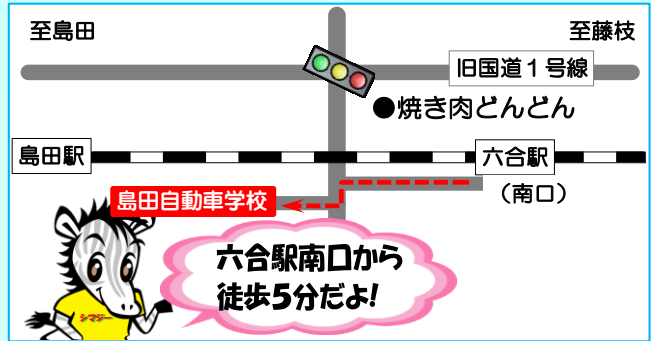 至島田
至藤枝
旧国道1号線
●焼き肉どんどん
島田駅
六合駅
(南口)
島田自動車学校
六合駅南口から
徒歩5分だよ!
シマジー